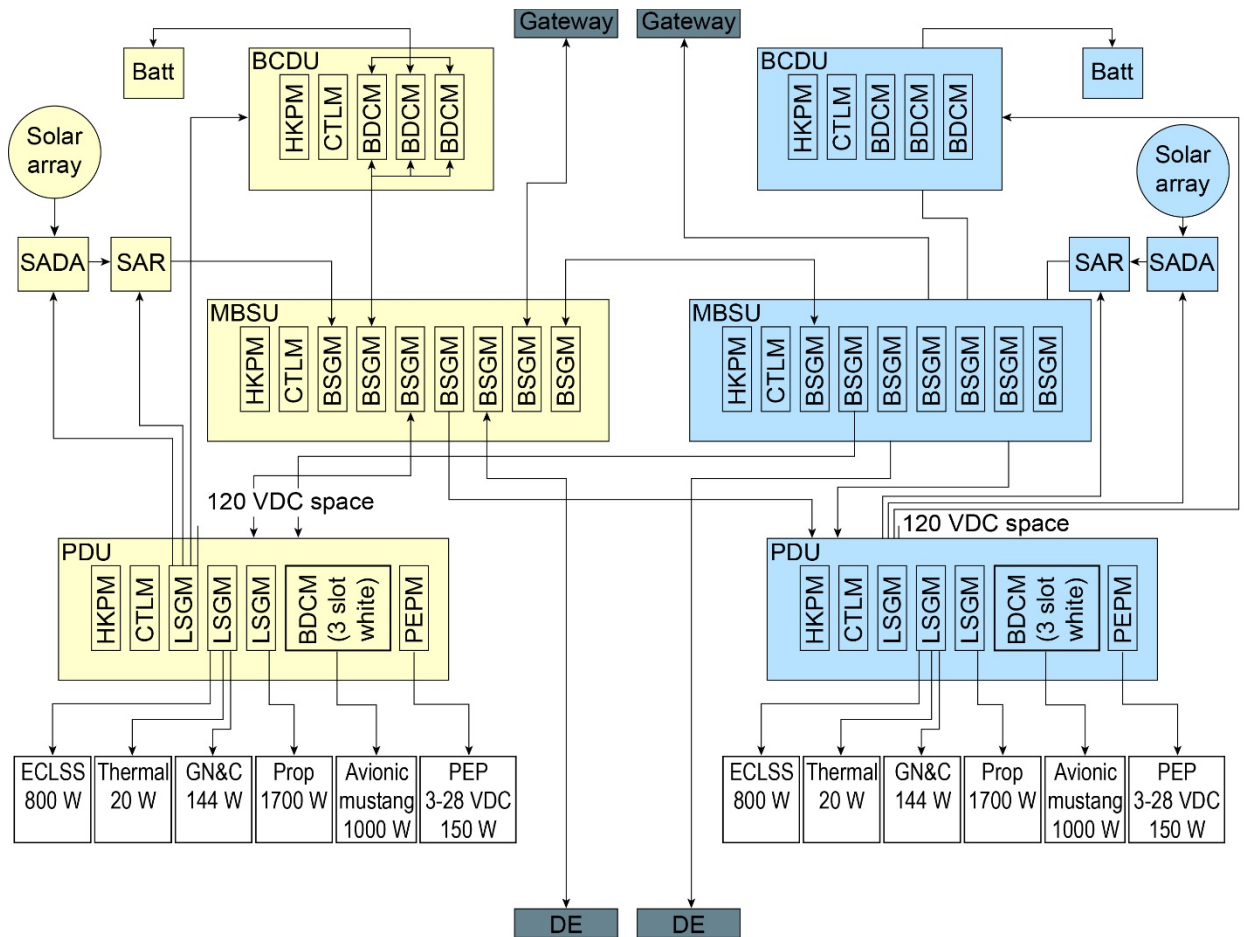 Gateway
Gateway
BCDU
Batt
HKPM
CTLM
BDCM
BDCM
BDCM
BCDU
HKPM
CTLM
BDCM
BDCM
BDCM
Batt
Solar
array
Solar
array
SADA
SAR
SAR
SADA
MBSU
HKPM
CTLM
BSGM
BSGM
BSGM
BSGM
BSGM
BSGM
BSGM
MBSU
HKPM
CTLM
BSGM
BSGM
BSGM
BSGM
BSGM
BSGM
BSGM
120 VDC space
120 VDC space
PDU
HKPM
CTLM
LSGM
LSGM
LSGM
BDCM
(3 slot
white)
PEPM
PDU
HKPM
CTLM
LSGM
LSGM
LSGM
BDCM
(3 slot
white)
PEPM
ECLSS
800 W
Thermal
20 W
GN&C
144 W
Prop
1700 W
Avionic
mustang
1000 W
PEP
3-28 VDC
150 W
ECLSS
800 W
Thermal
20 W
GN&C
144 W
Prop
1700 W
Avionic
mustang
1000 W
PEP
3-28 VDC
150 W
DE
DE